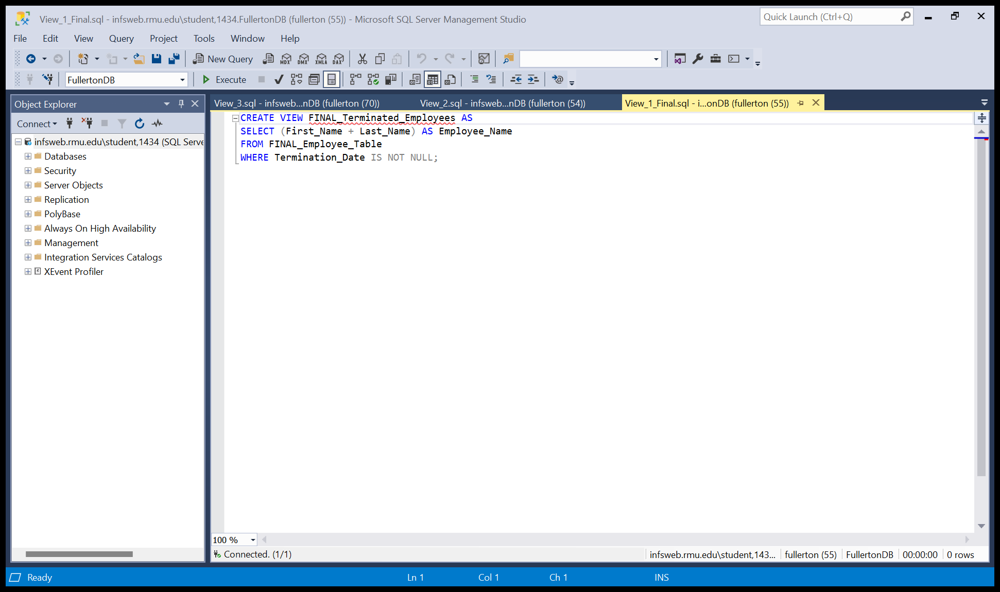 View_1_Final.sql - infsweb.rmu.edu\student,1434.FullertonDB (fullerton (55)) - Microsoft SQL Server Management Studio
Quick Launch (Ctrl+Q)
File Edit View Query Project Tools Window Help
New Query MDX DMX XMLA DAX
FullertonDB Execute
Object Explorer
Connect
infsweb.rmu.edu\student,1434 (SQL Serve
Databases
Security
Server Objects
Replication
PolyBase
Always On High Availability
Management
Integration Services Catalogs
XEvent Profiler
View_3.sql - infsweb...nDB (fullerton (70)) View_2.sql - infsweb...nDB (fullerton (54)) View_1_Final.sql - i...onDB (fullerton (55))
CREATE VIEW FINAL_Terminated_Employees AS
SELECT (First_Name + Last_Name) AS Employee_Name
FROM FINAL_Employee_Table
WHERE Termination_Date IS NOT NULL;
100 %
Connected. (1/1) infsweb.rmu.edu\student,143... fullerton (55) FullertonDB 00:00:00 0 rows
Ready Ln 1 Col 1 Ch 1 INS